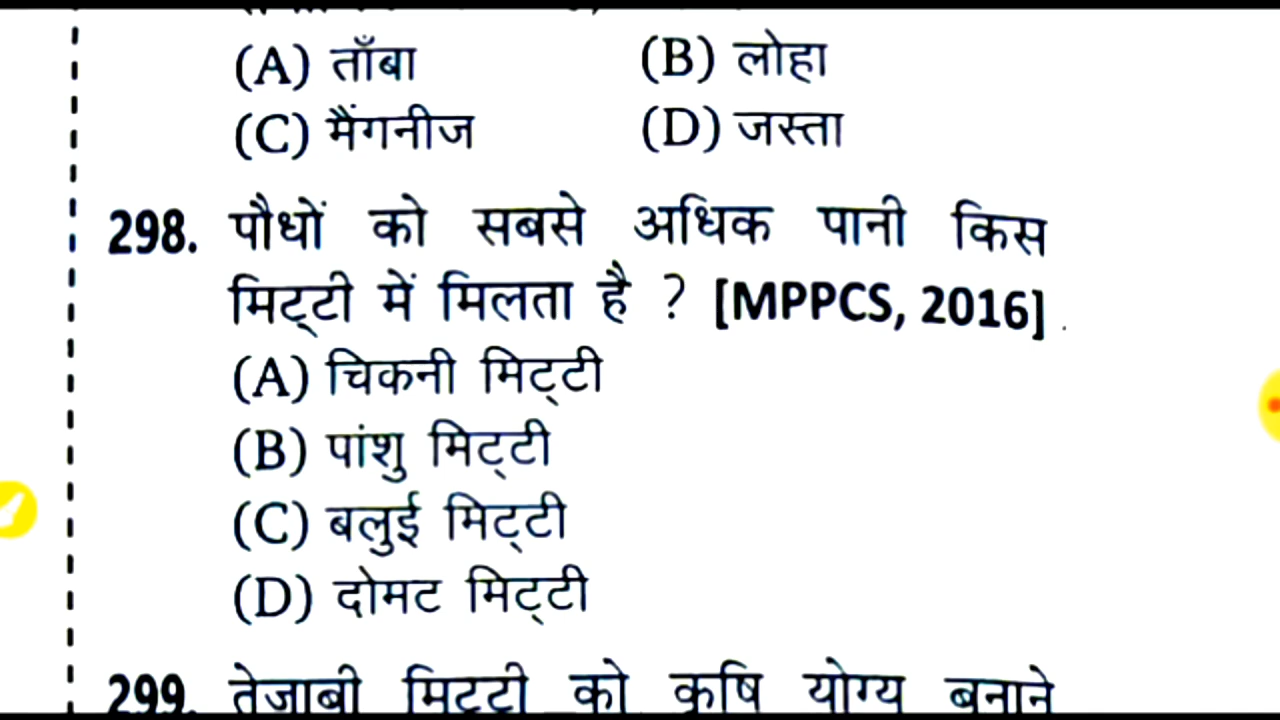 (A) ताँबा (B) लोहा
(C) मैंगनीज (D) जस्ता
298. पौधों को सबसे अधिक पानी किस
मिट्टी में मिलता है ? [MPPCS, 2016]
(A) चिकनी मिट्टी
(B) पांशु मिट्टी
(C) बलुई मिट्टी
(D) दोमट मिट्टी
299. तेजाबी मिट्टी को कृषि योग्य बनाने